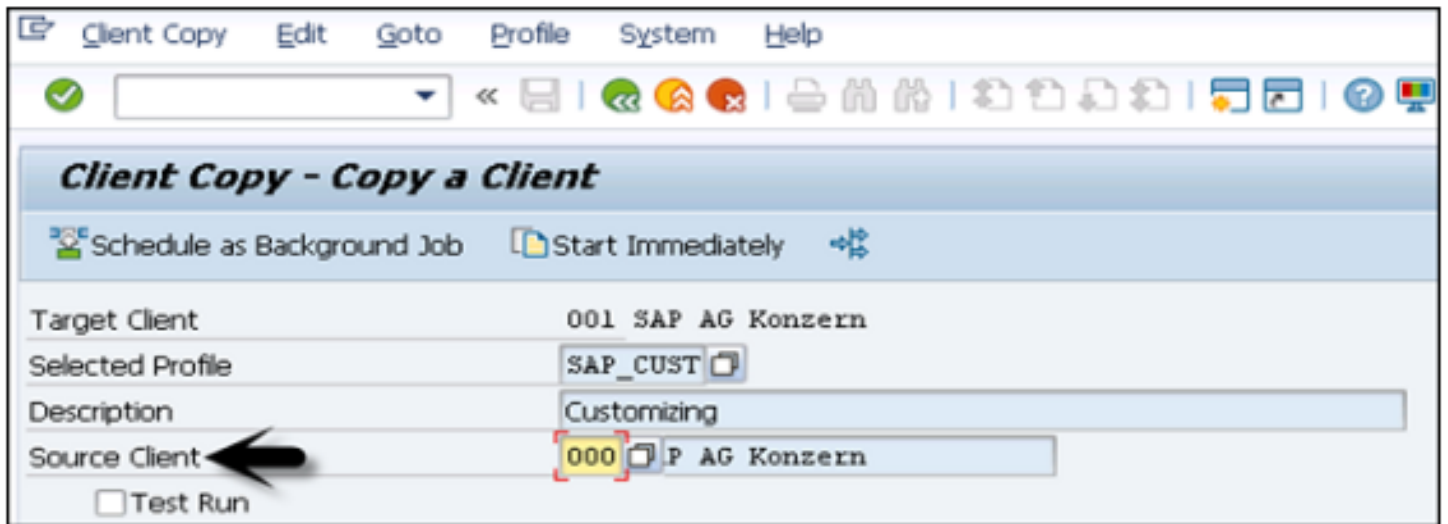 Client Copy Edit Goto Profile System Help
Client Copy - Copy a Client
Schedule as Background Job Start Immediately
Target Client 001 SAP AG Konzern
Selected Profile SAP_CUST
Description Customizing
Source Client 000 P AG Konzern
Test Run